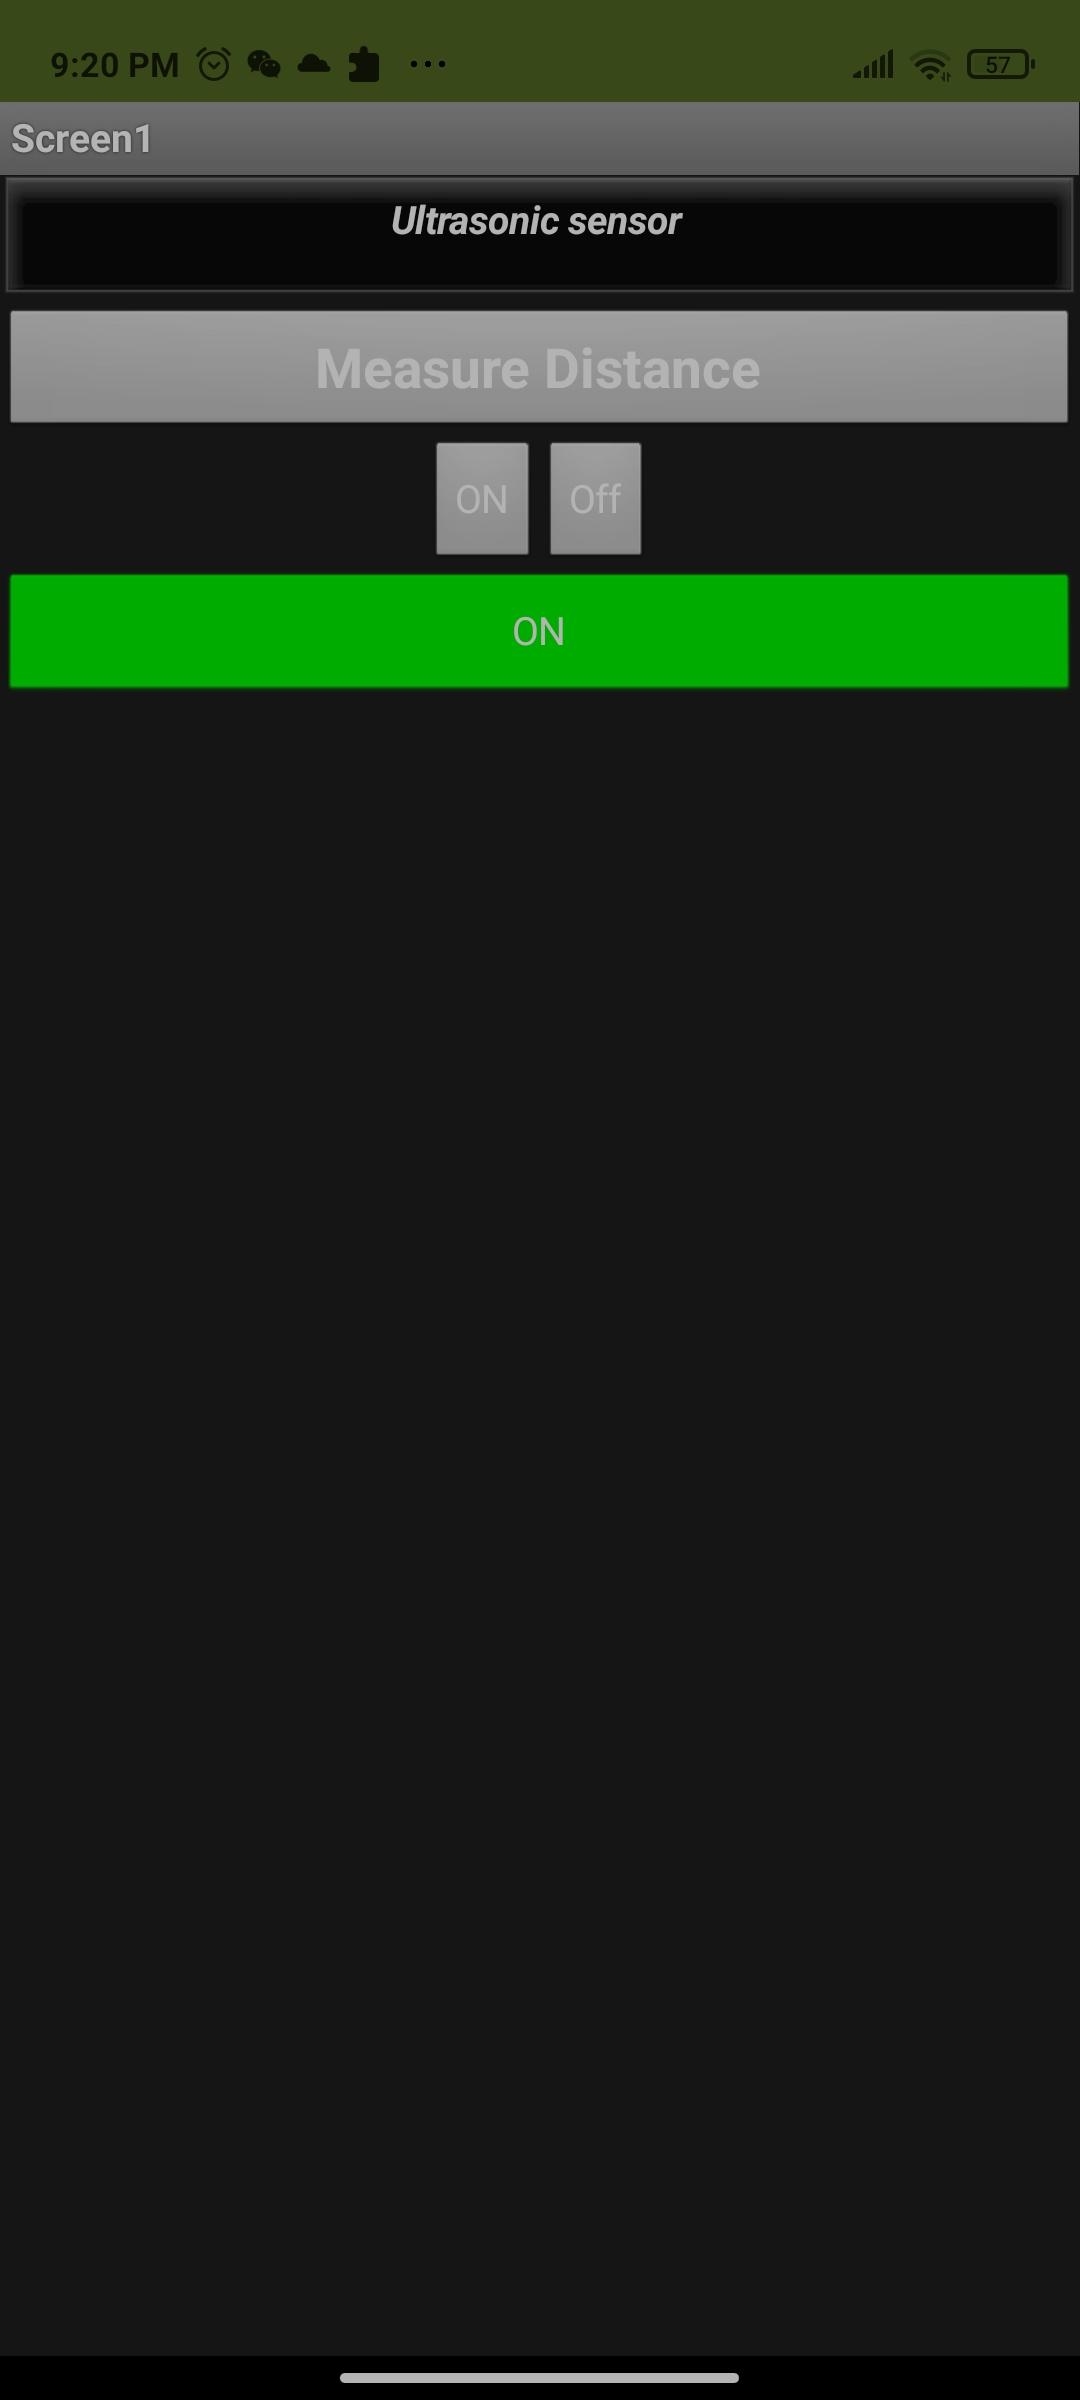 9:20 PM 57
Screen1
Ultrasonic sensor
Measure Distance
ON Off
ON